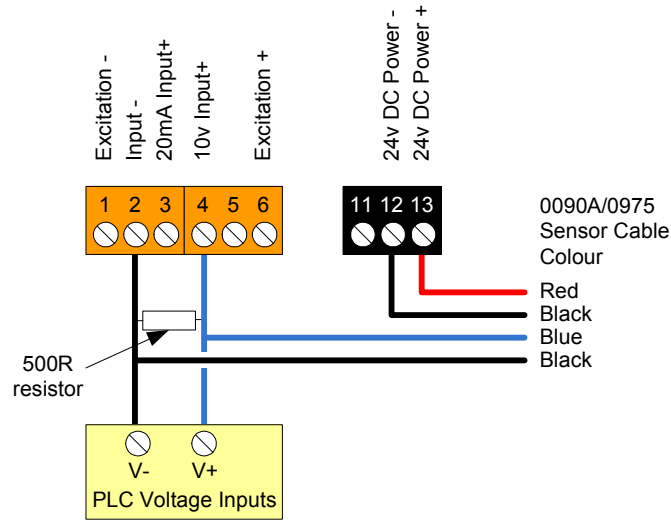 Excitation -
Input -
20mA Input+
10v Input+
Excitation +
24v DC Power -
24v DC Power +
1 2 3 4 5 6
11 12 13
0090A/0975
Sensor Cable
Colour
Red
Black
Blue
Black
500R
resistor
V- V+
PLC Voltage Inputs